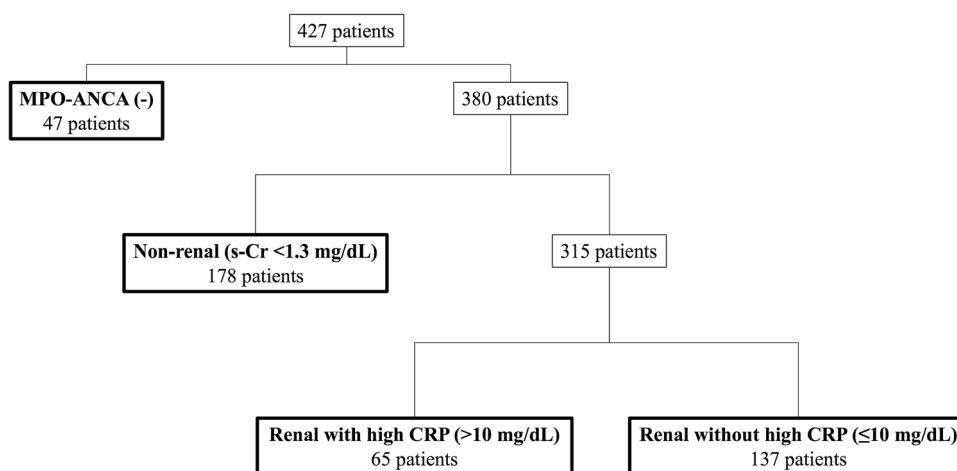 427 patients
MPO-ANCA (-)
47 patients
380 patients
Non-renal (s-Cr <1.3 mg/dL)
178 patients
315 patients
Renal with high CRP (>10 mg/dL)
65 patients
Renal without high CRP (≤10 mg/dL)
137 patients